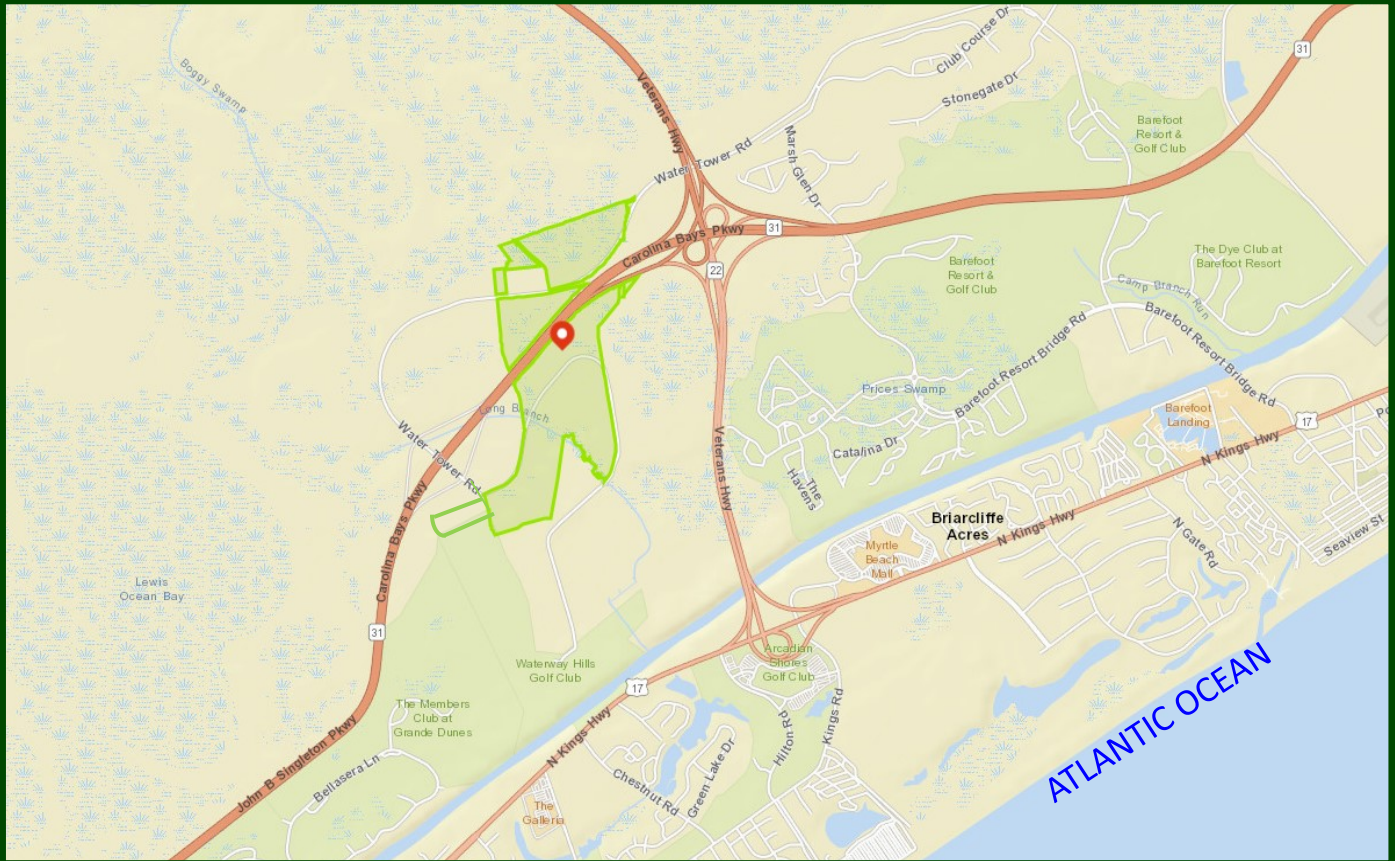 Club Course Dr
Stonegate Dr
31
Boggy Swamp
Veterans Hwy
Barefoot
Resort &
Golf Club
Water Tower Rd
Marsh Glen Dr
Carolina Bays Pkwy
31
22
Barefoot
Resort &
Golf Club
The Dye Club at
Barefoot Resort
Camp Branch Run
Barefoot Resort Bridge Rd
Barefoot Resort Bridge Rd
Prices Swamp
Long Branch
Barefoot
Landing
17
N Kings Hwy
Water Tower Rd
Veterans Hwy
Catalina Dr
The
Havens
Carolina Bays Pkwy
Briarcliffe
Acres
N Kings Hwy
N Gate Rd
Seaview St
Myrtle
Beach
Mall
Lewis
Ocean Bay
31
Waterway Hills
Golf Club
Arcadian
Shores
Golf Club
17
The Members
Club at
Grande Dunes
N Kings Hwy
Hilton Rd
Kings Rd
ATLANTIC OCEAN
John B Singleton Pkwy
Bellasera Ln
Chestnut Rd
Green Lake Dr
The
Galleria